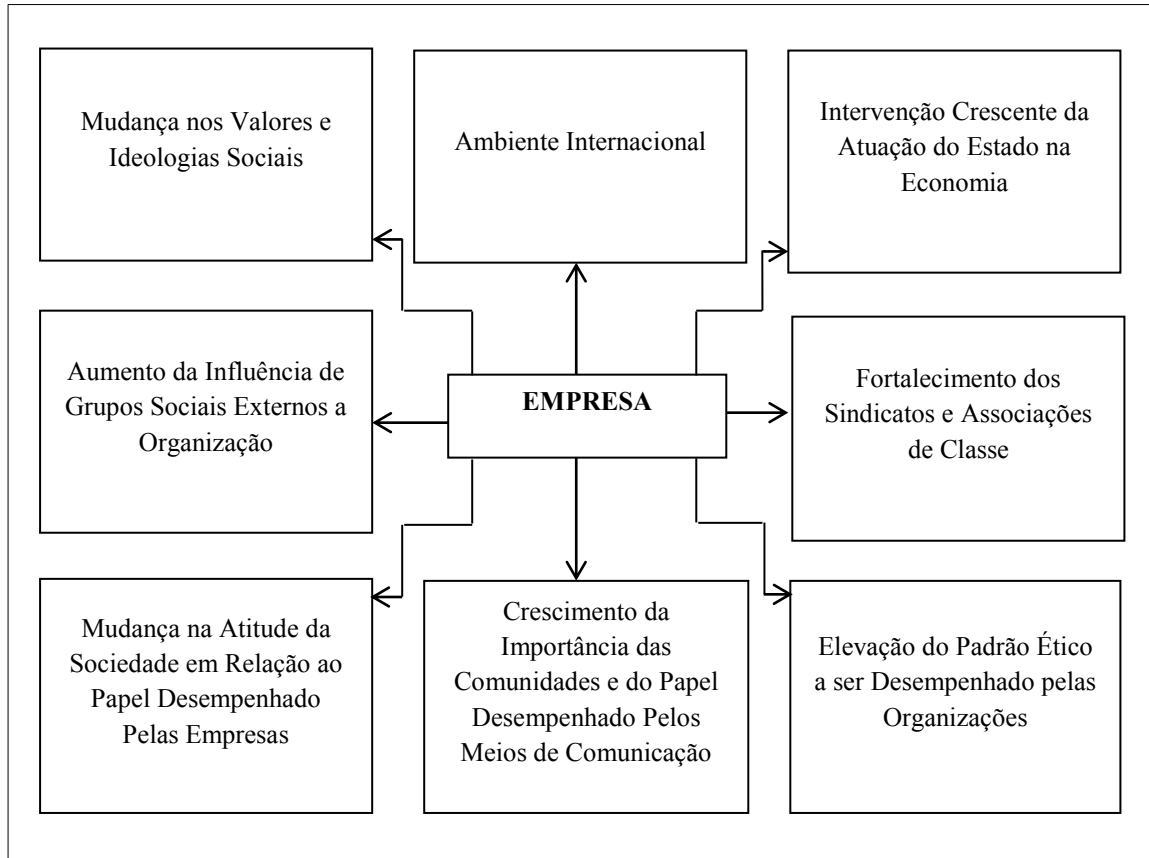 Mudança nos Valores e
Ideologias Sociais
Ambiente Internacional
Intervenção Crescente da
Atuação do Estado na
Economia
Aumento da Influência de
Grupos Sociais Externos a
Organização
EMPRESA
Fortalecimento dos
Sindicatos e Associações
de Classe
Mudança na Atitude da
Sociedade em Relação ao
Papel Desempenhado
Pelas Empresas
Crescimento da
Importância das
Comunidades e do Papel
Desempenhado Pelos
Meios de Comunicação
Elevação do Padrão Ético
a ser Desempenhado pelas
Organizações